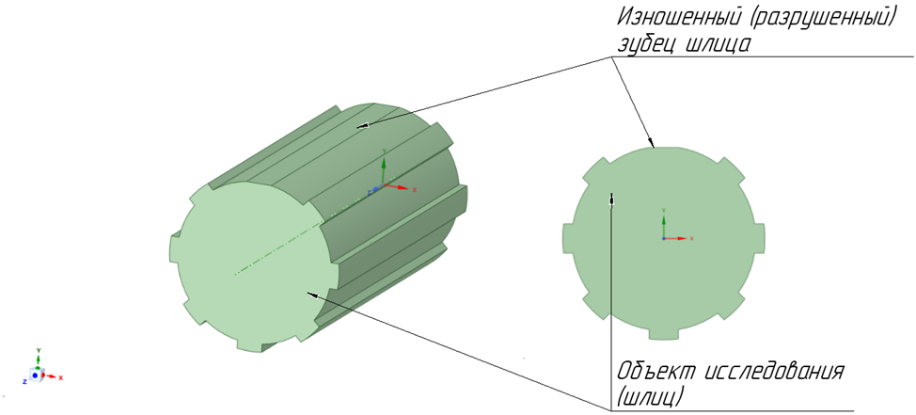 Изношенный (разрушенный)
зубец шлица
Y
X
Z
Y
X
Объект исследования
(шлиц)
Y
Z
X